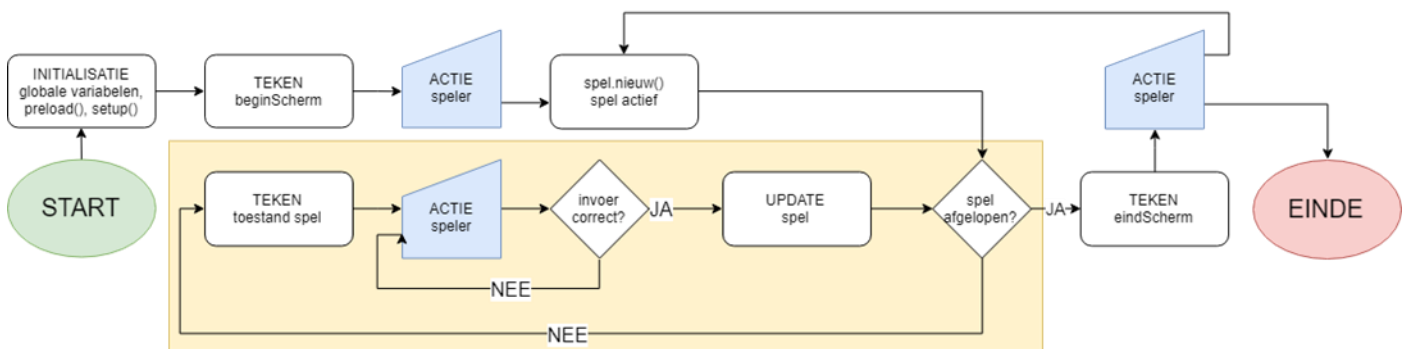 INITIALISATIE
globale variabelen,
preload(), setup()
TEKEN
beginScherm
ACTIE
speler
spel.nieuw()
spel actief
ACTIE
speler
START
TEKEN
toestand spel
ACTIE
speler
invoer
correct?
JA
UPDATE
spel
spel
afgelopen?
JA
TEKEN
eindScherm
EINDE
NEE
NEE